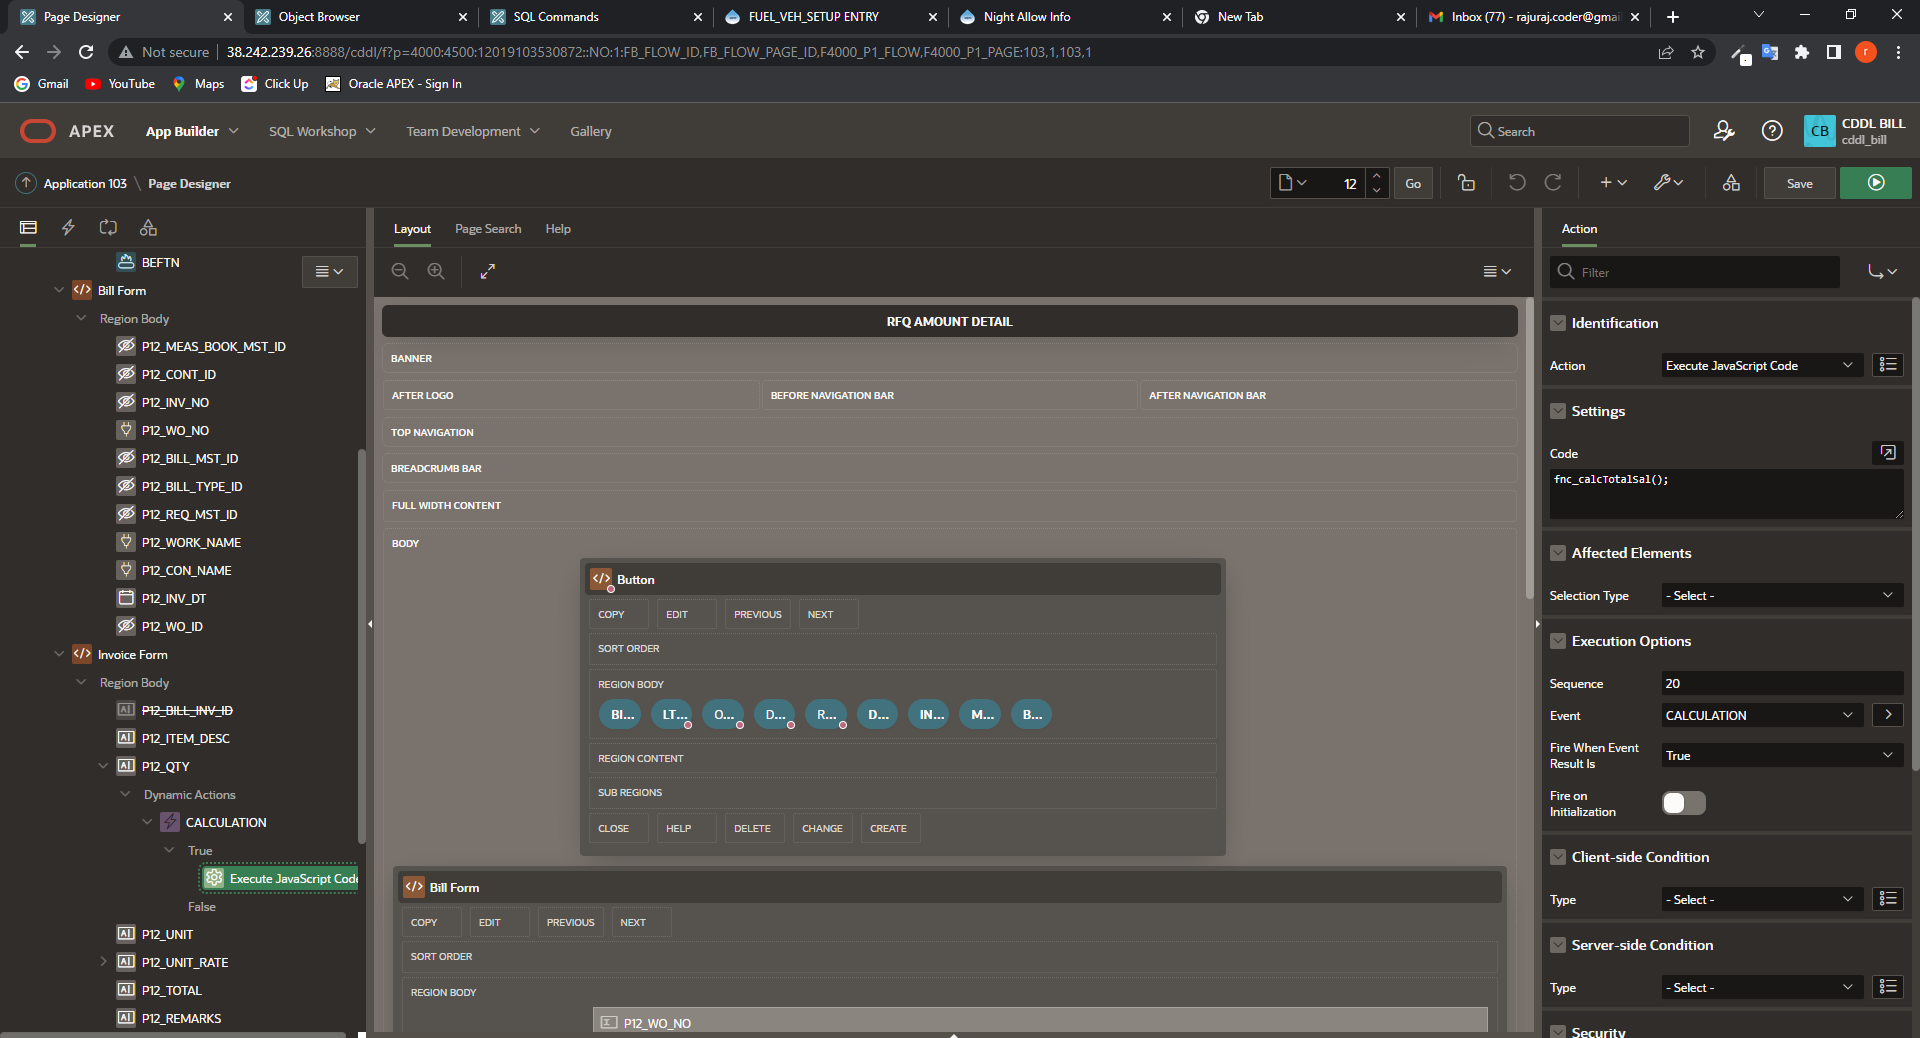 Page Designer
Object Browser
SQL Commands
FUEL_VEH_SETUP ENTRY
Night Allow Info
New Tab
Inbox (77) - rajuraj.coder@gmai
Not secure
38.242.239.26:8888/cddl/f?p=4000:4500:12019103530872::NO:1:FB_FLOW_ID,FB_FLOW_PAGE_ID,F4000_P1_FLOW,F4000_P1_PAGE:103,1,103,1
r
Gmail
YouTube
Maps
Click Up
Oracle APEX - Sign In
APEX
App Builder
SQL Workshop
Team Development
Gallery
Search
CB
CDDL BILL
cddl_bill
Application 103 \ Page Designer
12
Go
Save
BEFTN
Bill Form
Region Body
P12_MEAS_BOOK_MST_ID
P12_CONT_ID
P12_INV_NO
P12_WO_NO
P12_BILL_MST_ID
P12_BILL_TYPE_ID
P12_REQ_MST_ID
P12_WORK_NAME
P12_CON_NAME
P12_INV_DT
P12_WO_ID
Invoice Form
Region Body
P12_BILL_INV_ID
P12_ITEM_DESC
P12_QTY
Dynamic Actions
CALCULATION
True
Execute JavaScript Code
False
P12_UNIT
P12_UNIT_RATE
P12_TOTAL
P12_REMARKS
Layout
Page Search
Help
RFQ AMOUNT DETAIL
BANNER
AFTER LOGO
BEFORE NAVIGATION BAR
AFTER NAVIGATION BAR
TOP NAVIGATION
BREADCRUMB BAR
FULL WIDTH CONTENT
BODY
Button
COPY
EDIT
PREVIOUS
NEXT
SORT ORDER
REGION BODY
BI...
LT...
O...
D...
R...
D...
IN...
M...
B...
REGION CONTENT
SUB REGIONS
CLOSE
HELP
DELETE
CHANGE
CREATE
Bill Form
COPY
EDIT
PREVIOUS
NEXT
SORT ORDER
REGION BODY
P12_WO_NO
Action
Filter
Identification
Action
Execute JavaScript Code
Settings
Code
fnc_calcTotalSal();
Affected Elements
Selection Type
- Select -
Execution Options
Sequence
20
Event
CALCULATION
Fire When Event
Result Is
True
Fire on
Initialization
Client-side Condition
Type
- Select -
Server-side Condition
Type
- Select -
Security